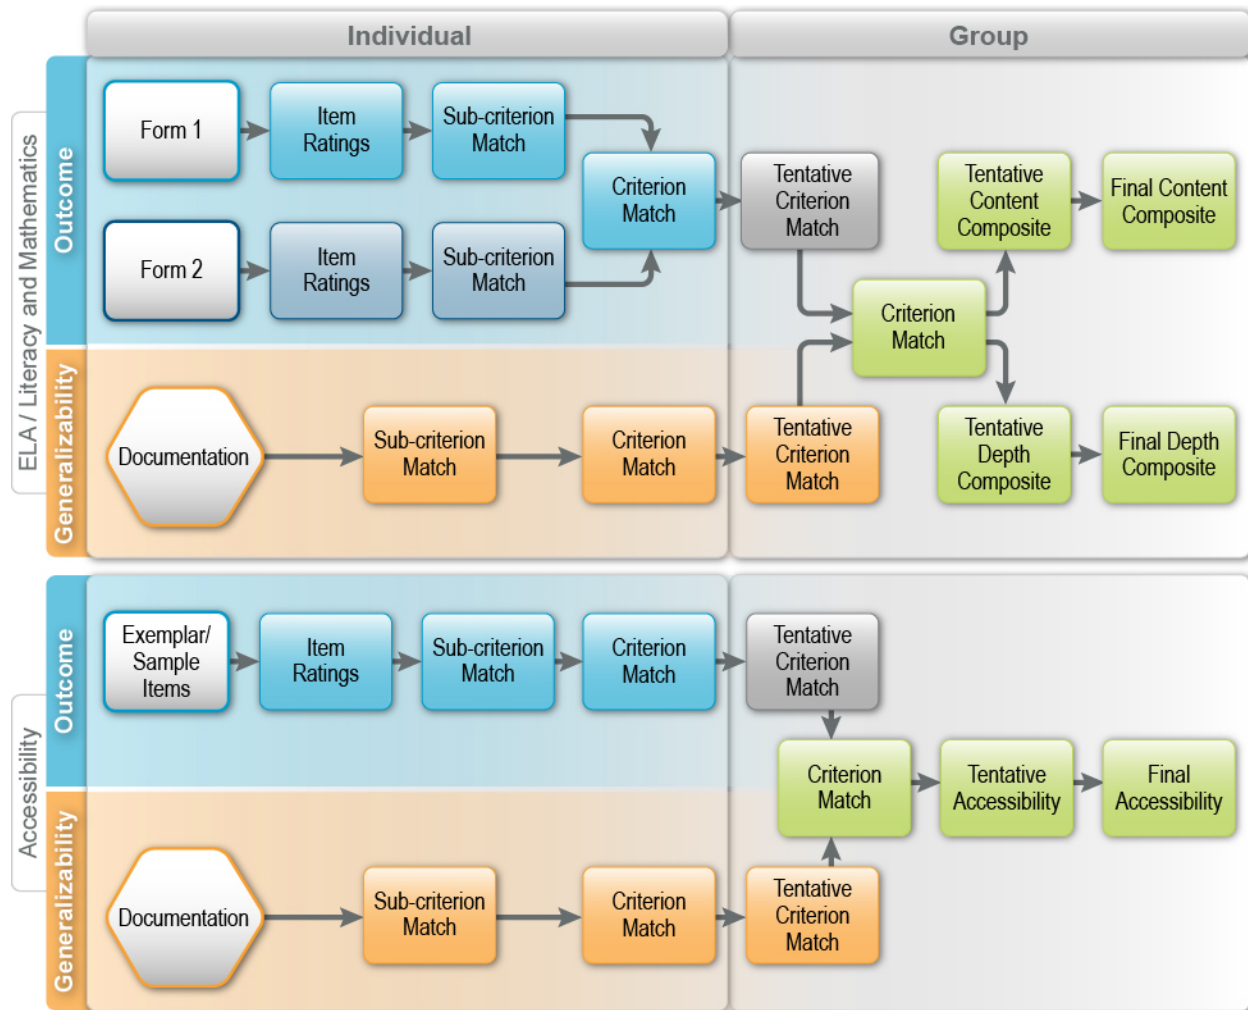 Individual
Group
ELA / Literacy and Mathematics
Outcome
Form 1
Item
Ratings
Sub-criterion
Match
Form 2
Item
Ratings
Sub-criterion
Match
Criterion
Match
Tentative
Criterion
Match
Criterion
Match
Tentative
Content
Composite
Final Content
Composite
Generalizability
Documentation
Sub-criterion
Match
Criterion
Match
Tentative
Criterion
Match
Tentative
Depth
Composite
Final Depth
Composite
Accessibility
Outcome
Exemplar/
Sample
Items
Item
Ratings
Sub-criterion
Match
Criterion
Match
Tentative
Criterion
Match
Criterion
Match
Tentative
Accessibility
Final
Accessibility
Generalizability
Documentation
Sub-criterion
Match
Criterion
Match
Tentative
Criterion
Match